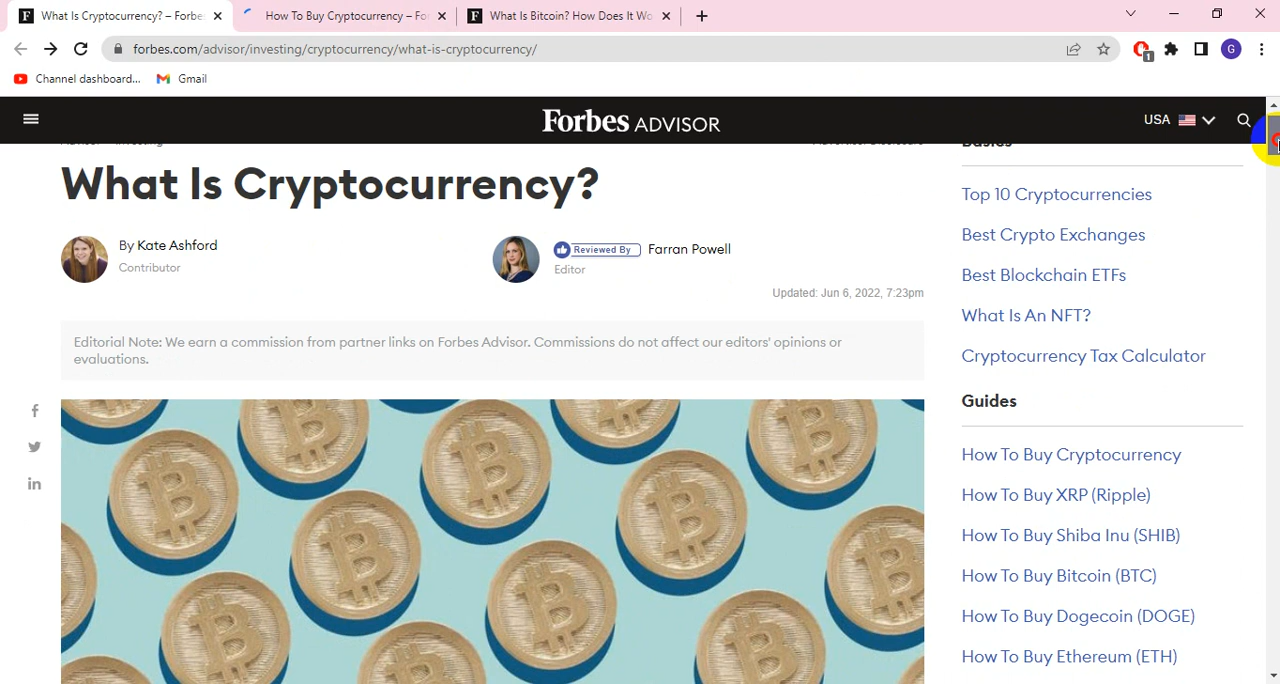 What Is Cryptocurrency? – Forbe
How To Buy Cryptocurrency – For
What Is Bitcoin? How Does It Wo
forbes.com/advisor/investing/cryptocurrency/what-is-cryptocurrency/
1
G
Channel dashboard...
Gmail
Forbes ADVISOR
USA
What Is Cryptocurrency?
By Kate Ashford
Contributor
Reviewed By
Farran Powell
Editor
Updated: Jun 6, 2022, 7:23pm
Editorial Note: We earn a commission from partner links on Forbes Advisor. Commissions do not affect our editors' opinions or
evaluations.
Basics
Top 10 Cryptocurrencies
Best Crypto Exchanges
Best Blockchain ETFs
What Is An NFT?
Cryptocurrency Tax Calculator
Guides
How To Buy Cryptocurrency
How To Buy XRP (Ripple)
How To Buy Shiba Inu (SHIB)
How To Buy Bitcoin (BTC)
How To Buy Dogecoin (DOGE)
How To Buy Ethereum (ETH)